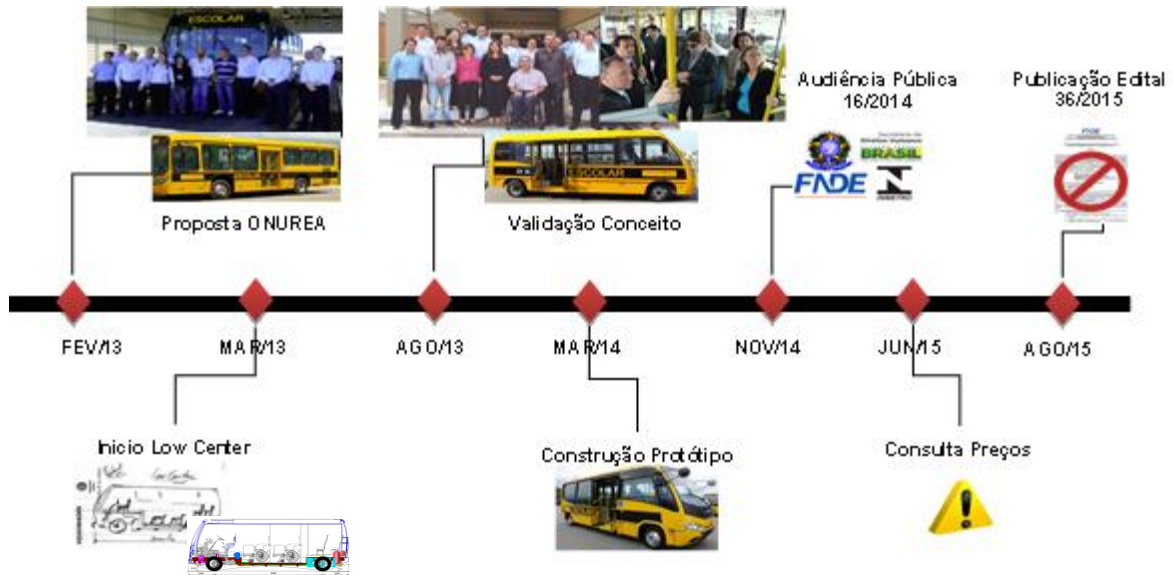 ESCOLAR
Audiência Pública
16/2014
Publicação Edital
36/2015
BRASIL
FNDE
FNDE
ESCOLAR
Proposta ONUREA
Validação Conceito
FEV/13
MAR/13
AGO/13
MAR/14
NOV/14
JUN/15
AGO/15
Inicio Low Center
Construção Protótipo
Consulta Preços